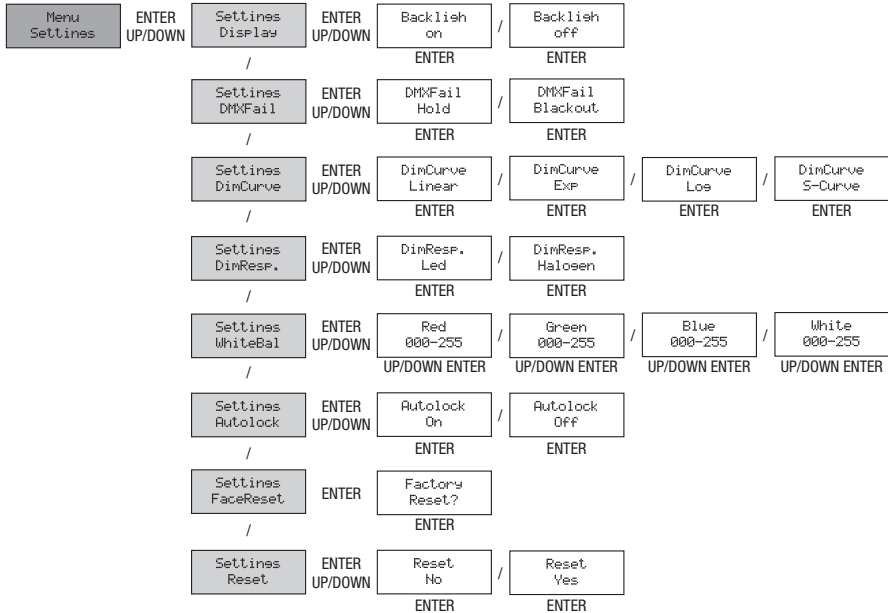 Menu
Settings
ENTER
UP/DOWN
Settings
Display
ENTER
UP/DOWN
Backligh
on
/
Backligh
off
ENTER
ENTER
/
Settings
DMXFail
ENTER
UP/DOWN
DMXFail
Hold
/
DMXFail
Blackout
ENTER
ENTER
/
Settings
DimCurve
ENTER
UP/DOWN
DimCurve
Linear
/
DimCurve
Exp
/
DimCurve
Log
/
DimCurve
S-Curve
ENTER
ENTER
ENTER
ENTER
/
Settings
DimResp.
ENTER
UP/DOWN
DimResp.
Led
/
DimResp.
Halogen
ENTER
ENTER
/
Settings
WhiteBal
ENTER
UP/DOWN
Red
000-255
/
Green
000-255
/
Blue
000-255
/
White
000-255
UP/DOWN ENTER
UP/DOWN ENTER
UP/DOWN ENTER
UP/DOWN ENTER
/
Settings
Autolock
ENTER
UP/DOWN
Autolock
On
/
Autolock
Off
ENTER
ENTER
/
Settings
FaceReset
ENTER
Factory
Reset?
ENTER
/
Settings
Reset
ENTER
UP/DOWN
Reset
No
/
Reset
Yes
ENTER
ENTER